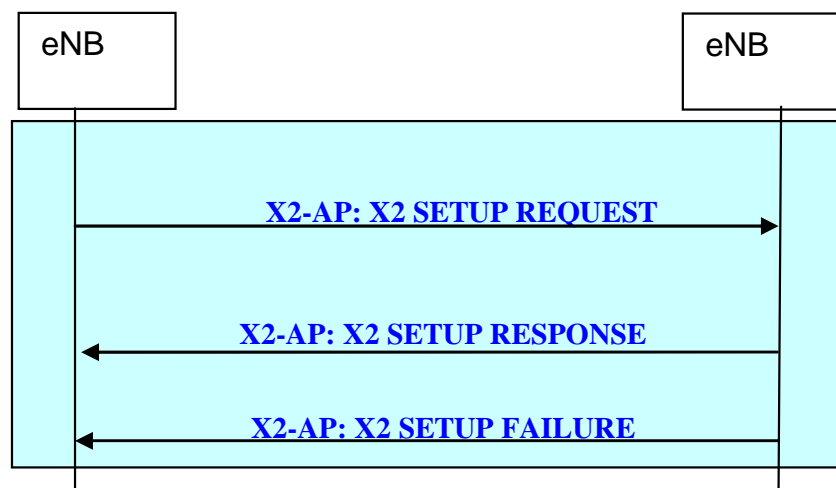 eNB
eNB
X2-AP: X2 SETUP REQUEST
X2-AP: X2 SETUP RESPONSE
X2-AP: X2 SETUP FAILURE